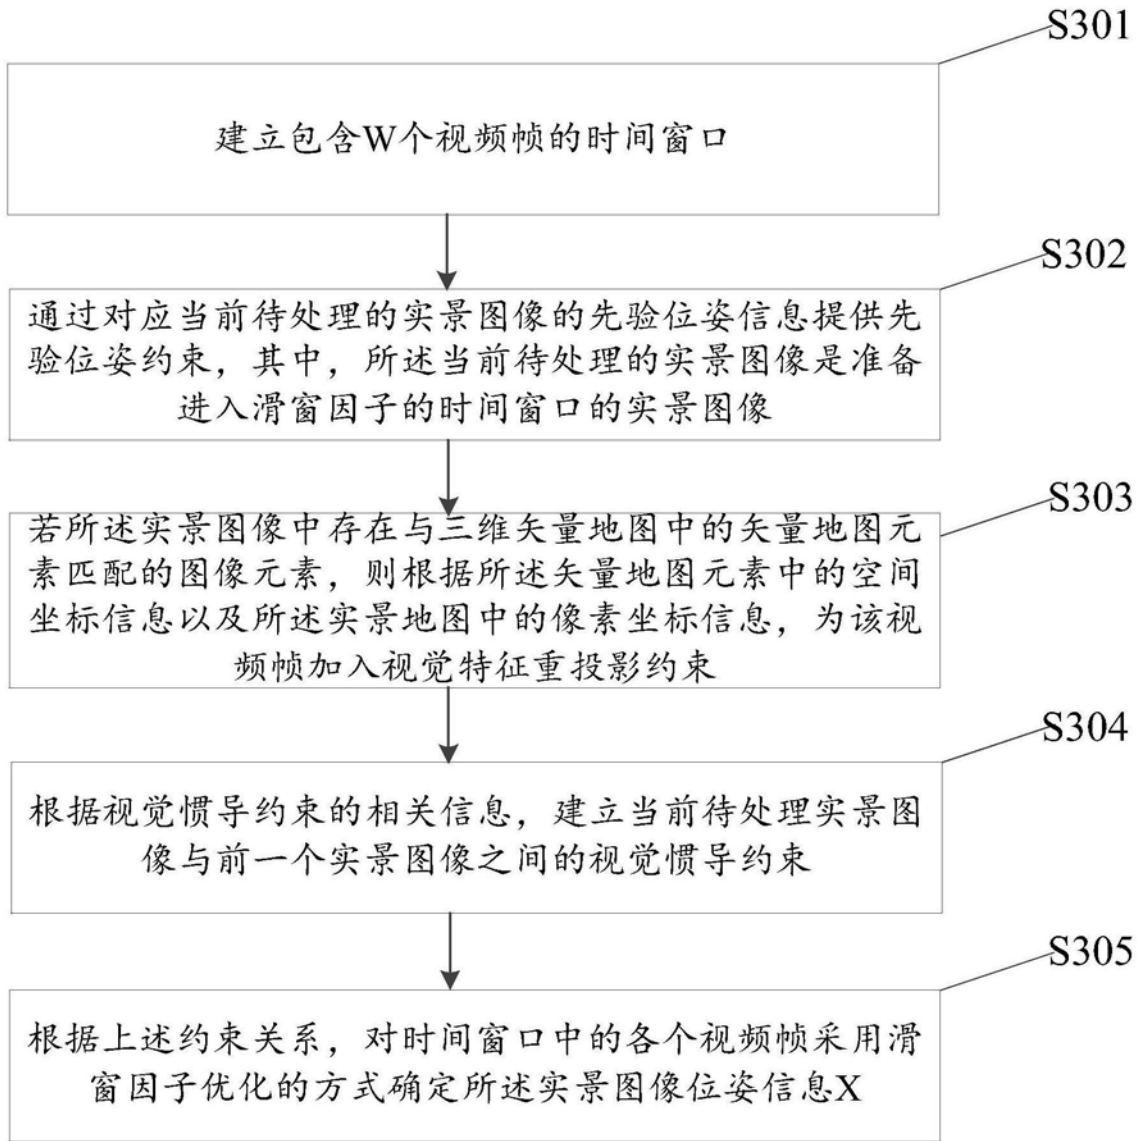 S301
建立包含W个视频帧的时间窗口
S302
通过对应当前待处理的实景图像的先验位姿信息提供先
验位姿约束，其中，所述当前待处理的实景图像是准备
进入滑窗因子的时间窗口的实景图像
S303
若所述实景图像中存在与三维矢量地图中的矢量地图元
素匹配的图像元素，则根据所述矢量地图元素中的空间
坐标信息以及所述实景地图中的像素坐标信息，为该视
频帧加入视觉特征重投影约束
S304
根据视觉惯导约束的相关信息，建立当前待处理实景图
像与前一个实景图像之间的视觉惯导约束
S305
根据上述约束关系，对时间窗口中的各个视频帧采用滑
窗因子优化的方式确定所述实景图像位姿信息X